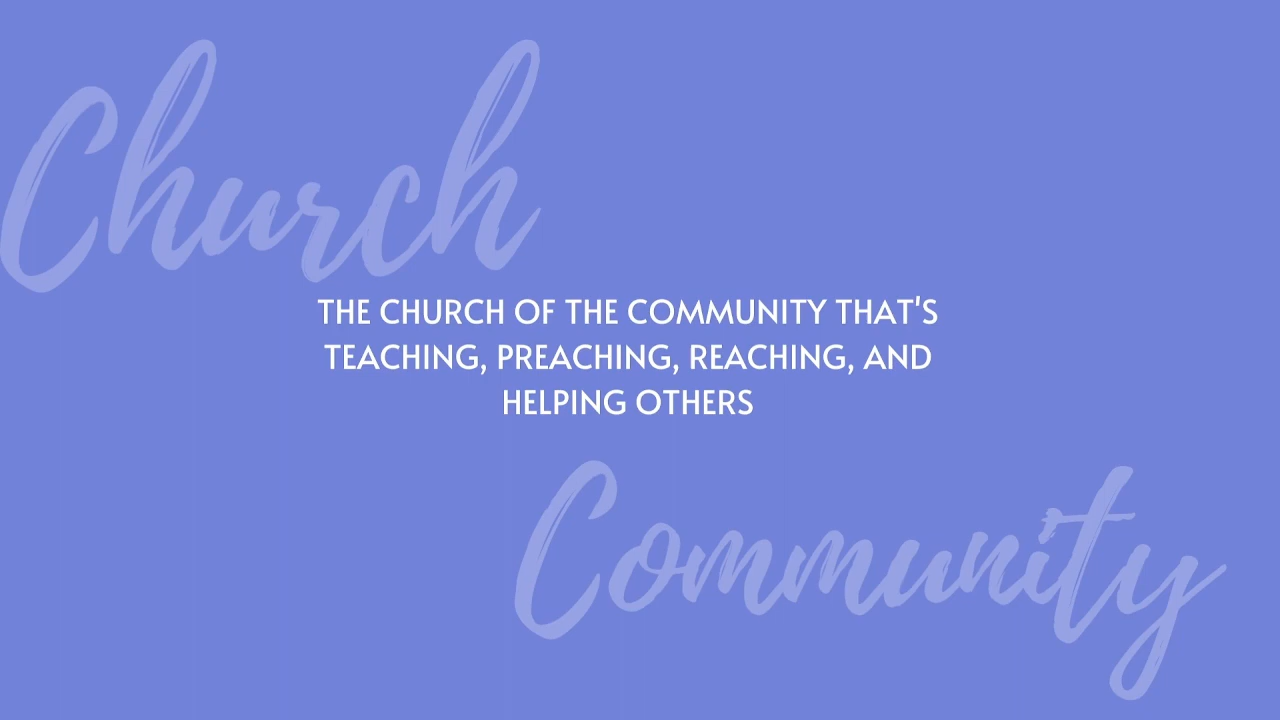 Church
THE CHURCH OF THE COMMUNITY THAT'S
TEACHING, PREACHING, REACHING, AND
HELPING OTHERS
Community